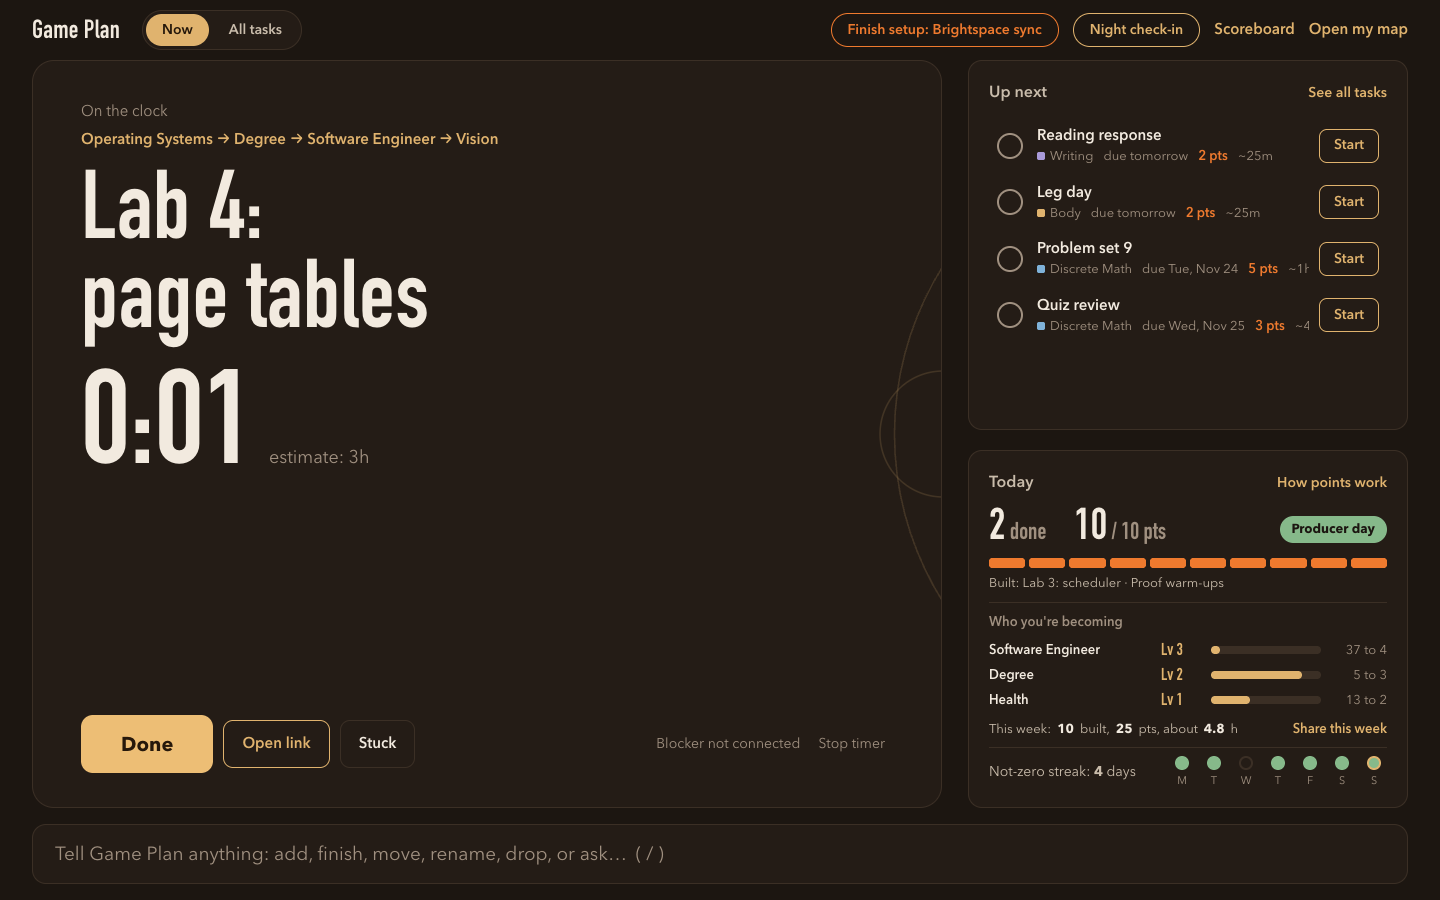 Game Plan
Now
All tasks
Finish setup: Brightspace sync
Night check-in
Scoreboard
Open my map
On the clock
Operating Systems → Degree → Software Engineer → Vision
Lab 4:
page tables
0:01
estimate: 3h
Done
Open link
Stuck
Blocker not connected
Stop timer
Up next
See all tasks
Reading response
Writing due tomorrow 2 pts ~25m
Start
Leg day
Body due tomorrow 2 pts ~25m
Start
Problem set 9
Discrete Math due Tue, Nov 24 5 pts
Start
Quiz review
Discrete Math due Wed, Nov 25 3 pts
Start
Today
How points work
2 done 10 / 10 pts
Producer day
Built: Lab 3: scheduler · Proof warm-ups
Who you're becoming
Software Engineer Lv 3 37 to 4
Degree Lv 2 5 to 3
Health Lv 1 13 to 2
This week: 10 built, 25 pts, about 4.8 h
Share this week
Not-zero streak: 4 days
M T W T F S S
Tell Game Plan anything: add, finish, move, rename, drop, or ask... ( / )